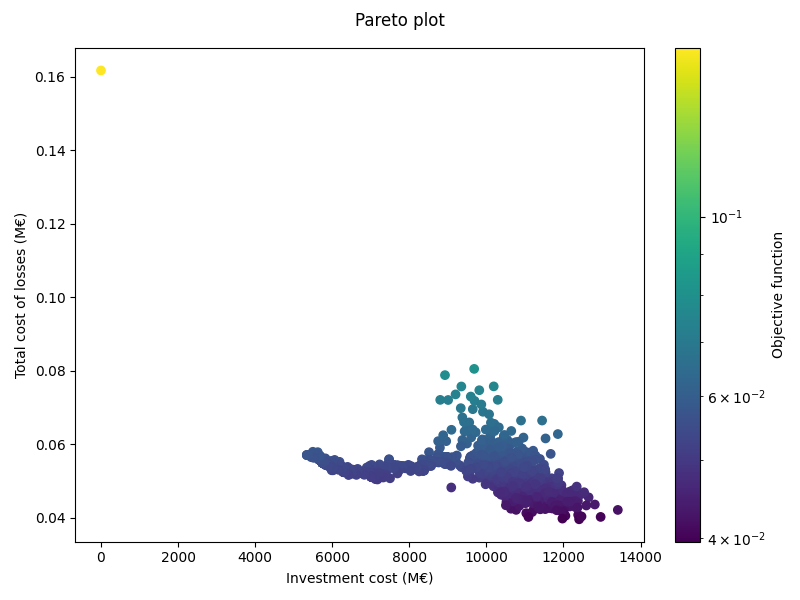 Pareto plot
0.16
0.14
0.12
0.10
0.08
0.06
0.04
Total cost of losses (M€)
0
2000
4000
6000
8000
10000
12000
14000
Investment cost (M€)
10⁻¹
6 × 10⁻²
4 × 10⁻²
Objective function